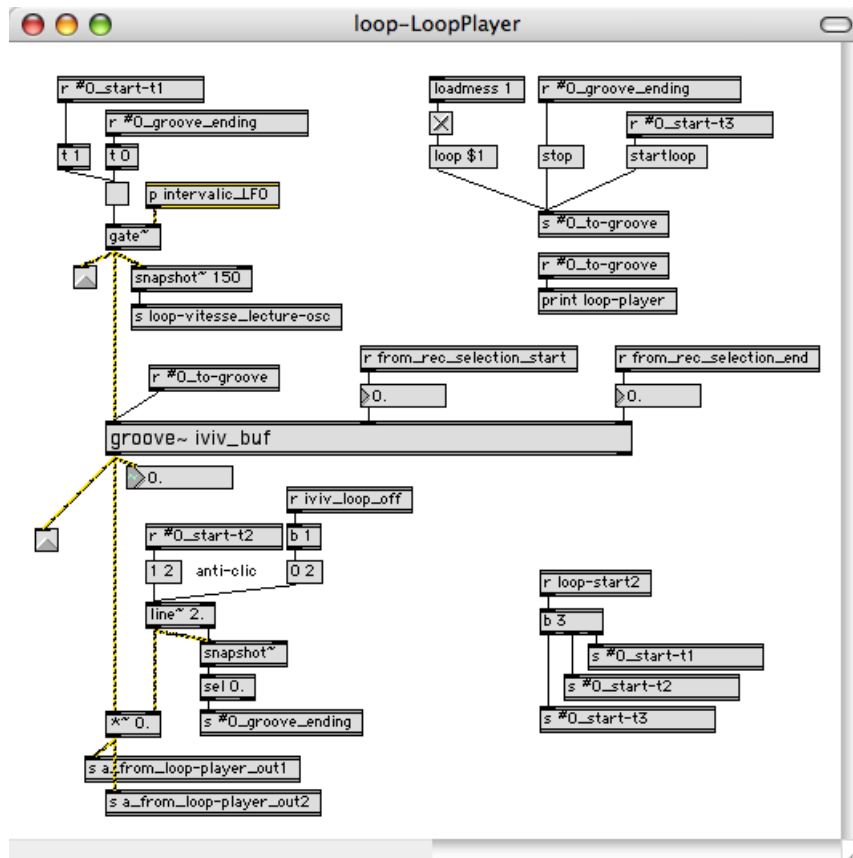 loop-LoopPlayer
r #0_start-t1
r #0_groove_ending
t 1
t 0
p intervalic_LFO
gate~
snapshot~ 150
s loop-vitesse_lecture-osc
loadmess 1
r #0_groove_ending
r #0_start-t3
loop $1
stop
startloop
s #0_to-groove
r #0_to-groove
print loop-player
r #0_to-groove
r from_rec_selection_start
r from_rec_selection_end
0.
0.
groove~ iviv_buf
0.
r iviv_loop_off
r #0_start-t2
b 1
1 2
anti-clic
0 2
line~ 2.
snapshot~
sel 0.
s #0_groove_ending
*~ 0.
s a_from_loop-player_out1
s a_from_loop-player_out2
r loop-start2
b 3
s #0_start-t1
s #0_start-t2
s #0_start-t3